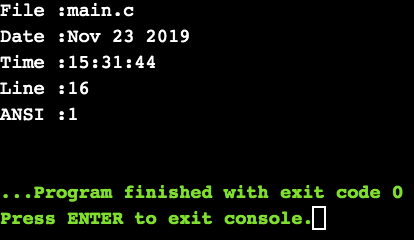 File :main.c
Date :Nov 23 2019
Time :15:31:44
Line :16
ANSI :1
...Program finished with exit code 0
Press ENTER to exit console.